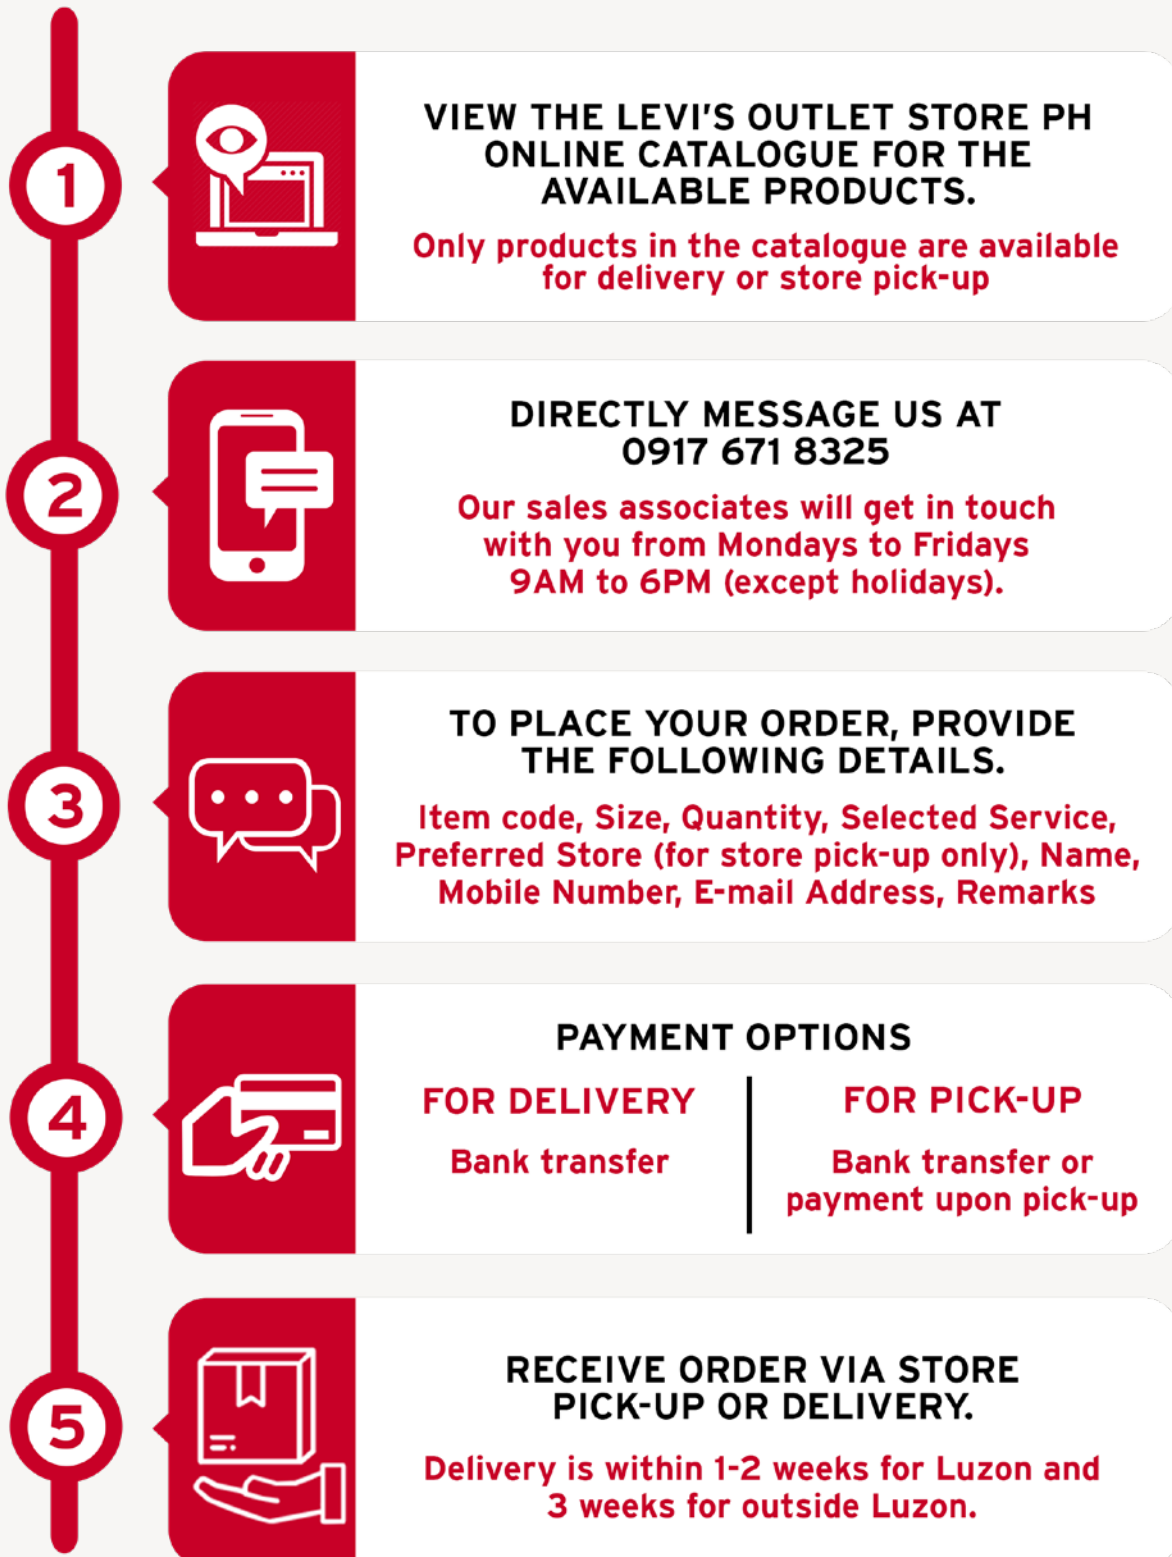 1
VIEW THE LEVI'S OUTLET STORE PH
ONLINE CATALOGUE FOR THE
AVAILABLE PRODUCTS.
Only products in the catalogue are available
for delivery or store pick-up
2
DIRECTLY MESSAGE US AT
0917 671 8325
Our sales associates will get in touch
with you from Mondays to Fridays
9AM to 6PM (except holidays).
3
TO PLACE YOUR ORDER, PROVIDE
THE FOLLOWING DETAILS.
Item code, Size, Quantity, Selected Service,
Preferred Store (for store pick-up only), Name,
Mobile Number, E-mail Address, Remarks
4
PAYMENT OPTIONS
FOR DELIVERY
Bank transfer
FOR PICK-UP
Bank transfer or
payment upon pick-up
5
RECEIVE ORDER VIA STORE
PICK-UP OR DELIVERY.
Delivery is within 1-2 weeks for Luzon and
3 weeks for outside Luzon.